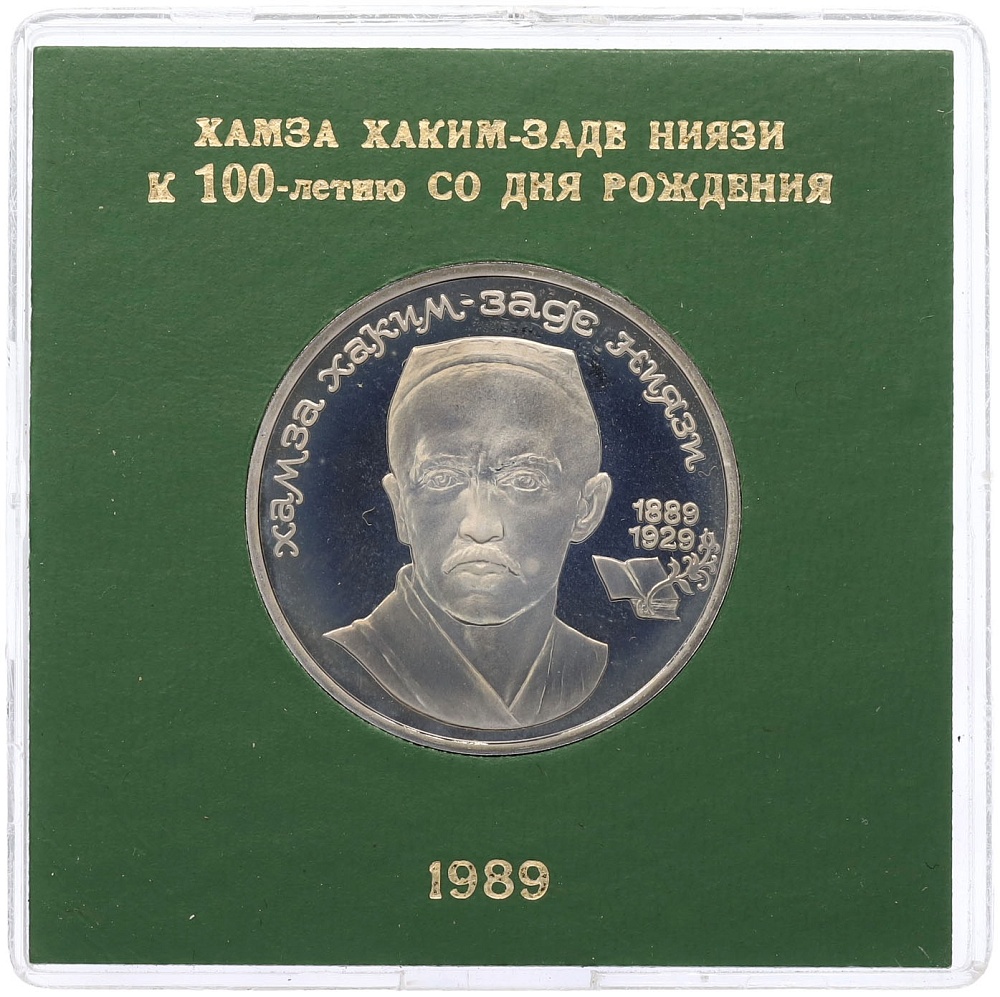 ХАМЗА ХАКИМ-ЗАДЕ НИЯЗИ
К 100-летию СО ДНЯ РОЖДЕНИЯ
хамза хаким-заде ниязи
1889
1929
1989